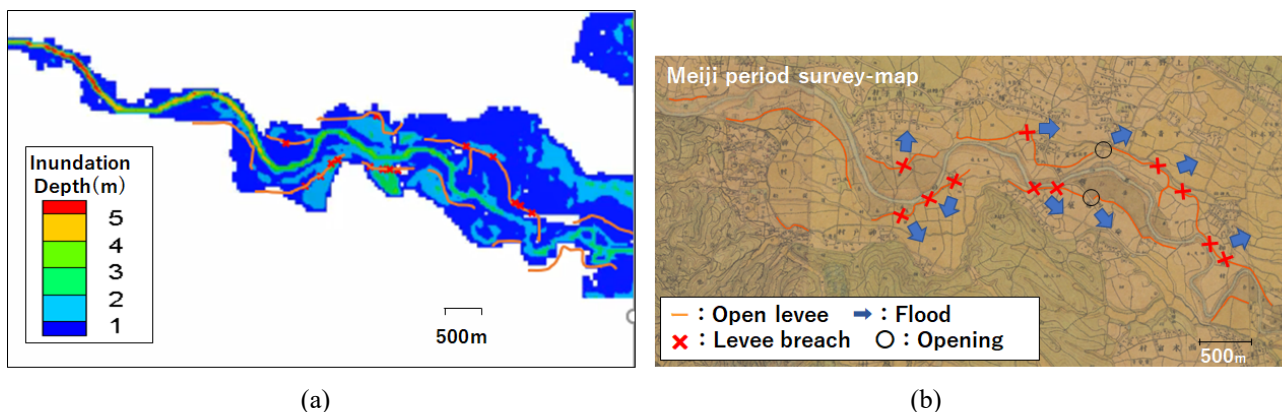 Inundation
Depth(m)
5
4
3
2
1
500m
(a)
Meiji period survey-map
：Open levee
：Flood
：Levee breach
：Opening
500m
(b)